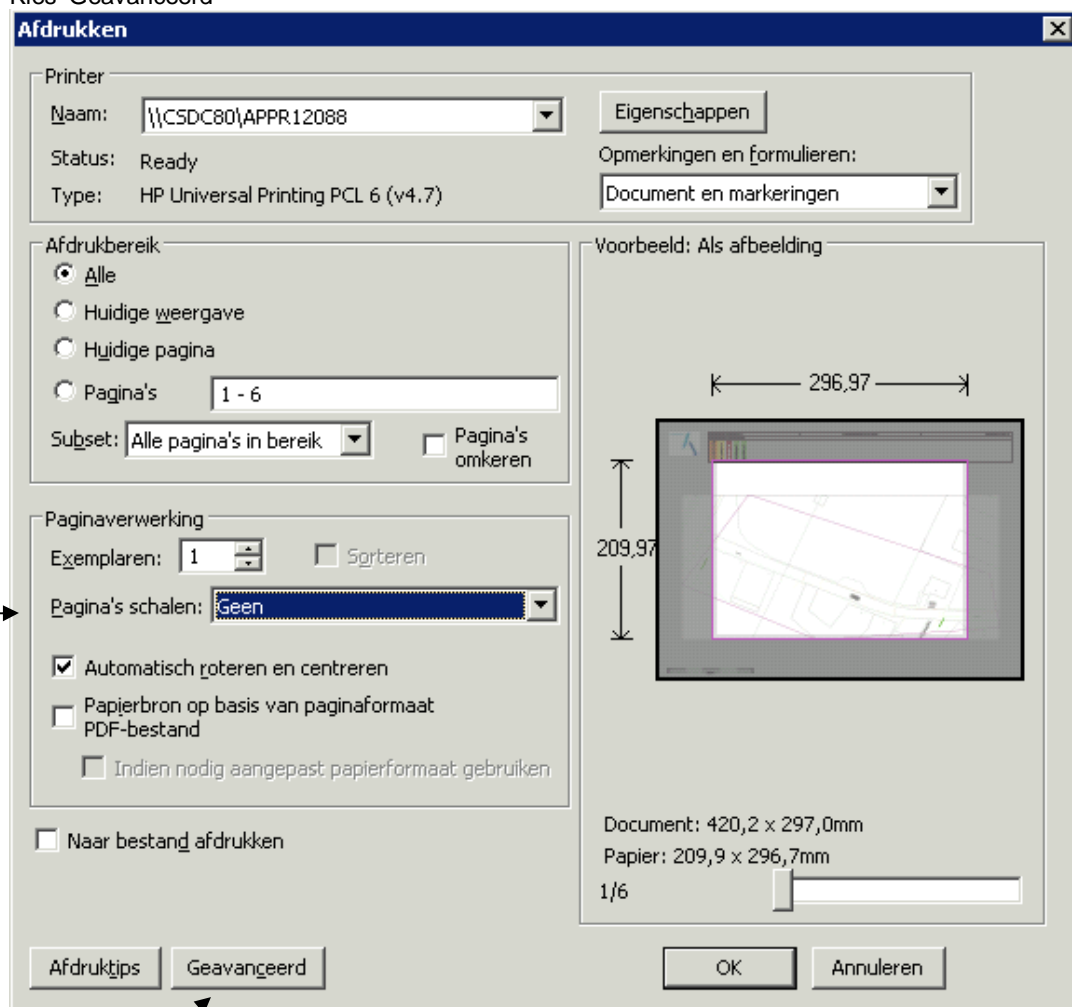 Kies 'Geavanceerd'
Afdrukken
Printer
Naam: \\CSDC80\APPR12088
Eigenschappen
Status: Ready
Opmerkingen en formulieren:
Type: HP Universal Printing PCL 6 (v4.7)
Document en markeringen
Afdrukbereik
Alle
Huidige weergave
Huidige pagina
Pagina's 1 - 6
Subset: Alle pagina's in bereik
Pagina's
omkeren
Paginaverwerking
Exemplaren: 1 Sorteren
Pagina's schalen: Geen
Automatisch roteren en centreren
Papierbron op basis van paginaformaat
PDF-bestand
Indien nodig aangepast papierformaat gebruiken
Naar bestand afdrukken
Voorbeeld: Als afbeelding
296,97
209,97
Document: 420,2 x 297,0mm
Papier: 209,9 x 296,7mm
1/6
Afdruktips Geavanceerd OK Annuleren